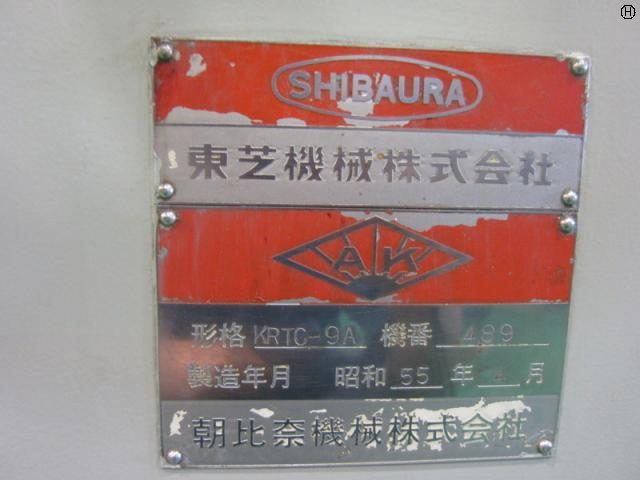 SHIBAURA
東芝機械株式会社
AK
形格 KRTC-9A 機番 489
製造年月 昭和 55 年 4 月
朝比奈機械株式会社
H